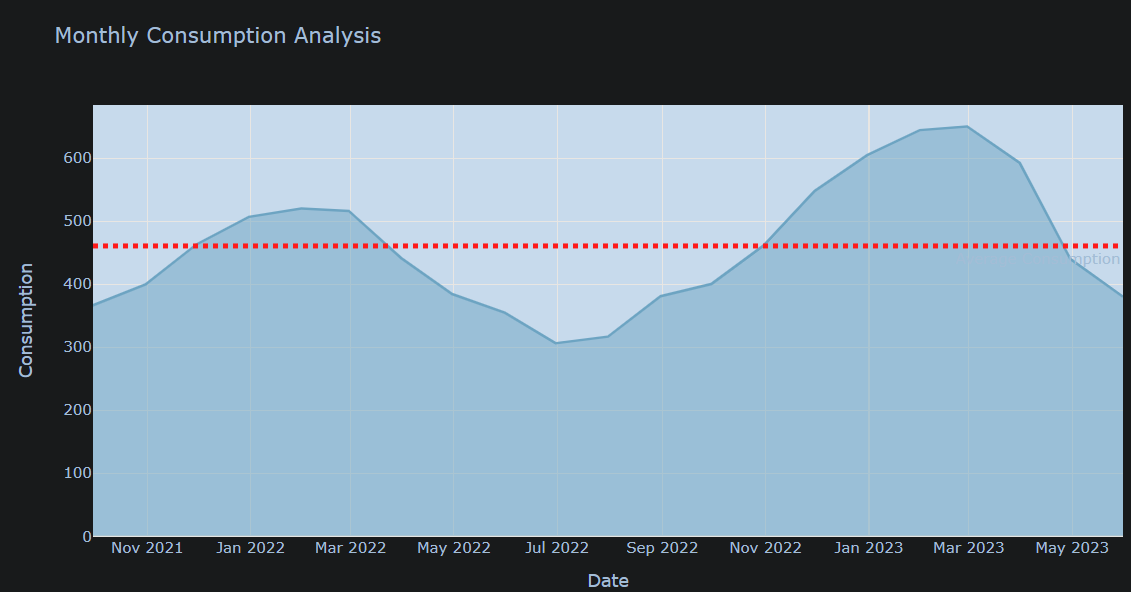 Monthly Consumption Analysis
Consumption
600
500
400
300
200
100
0
mption
Nov 2021 Jan 2022 Mar 2022 May 2022 Jul 2022 Sep 2022 Nov 2022 Jan 2023 Mar 2023 May 2023
Date